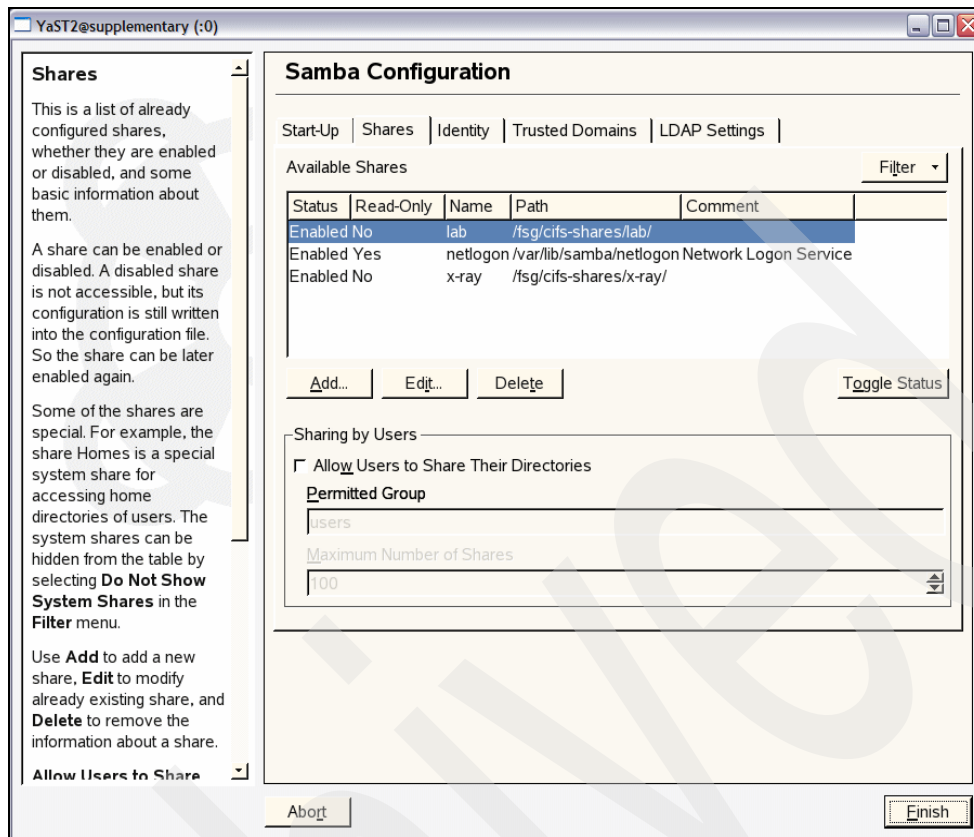 YaST2@supplementary (:0)
Shares
This is a list of already
configured shares,
whether they are enabled
or disabled, and some
basic information about
them.
A share can be enabled or
disabled. A disabled share
is not accessible, but its
configuration is still written
into the configuration file.
So the share can be later
enabled again.
Some of the shares are
special. For example, the
share Homes is a special
system share for
accessing home
directories of users. The
system shares can be
hidden from the table by
selecting Do Not Show
System Shares in the
Filter menu.
Use Add to add a new
share, Edit to modify
already existing share, and
Delete to remove the
information about a share.
Allow Users to Share
Samba Configuration
Start-Up Shares Identity Trusted Domains LDAP Settings
Available Shares Filter
Status Read-Only Name Path Comment
Enabled No lab /fsg/cifs-shares/lab/
Enabled Yes netlogon /var/lib/samba/netlogon Network Logon Service
Enabled No x-ray /fsg/cifs-shares/x-ray/
Add... Edit... Delete Toggle Status
Sharing by Users
Allow Users to Share Their Directories
Permitted Group
users
Maximum Number of Shares
100
Abort Finish